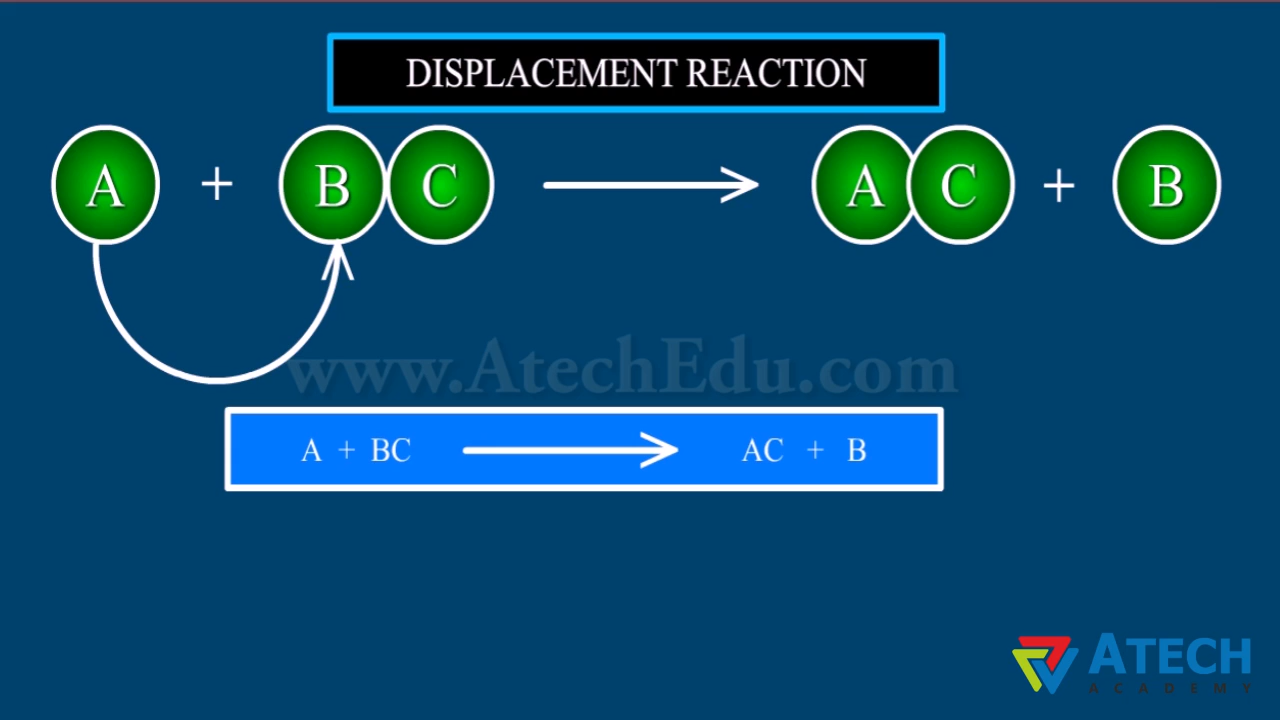 DISPLACEMENT REACTION
A + B C → A C + B
www.AtechEdu.com
A + BC → AC + B
ATECH
ACADEMY